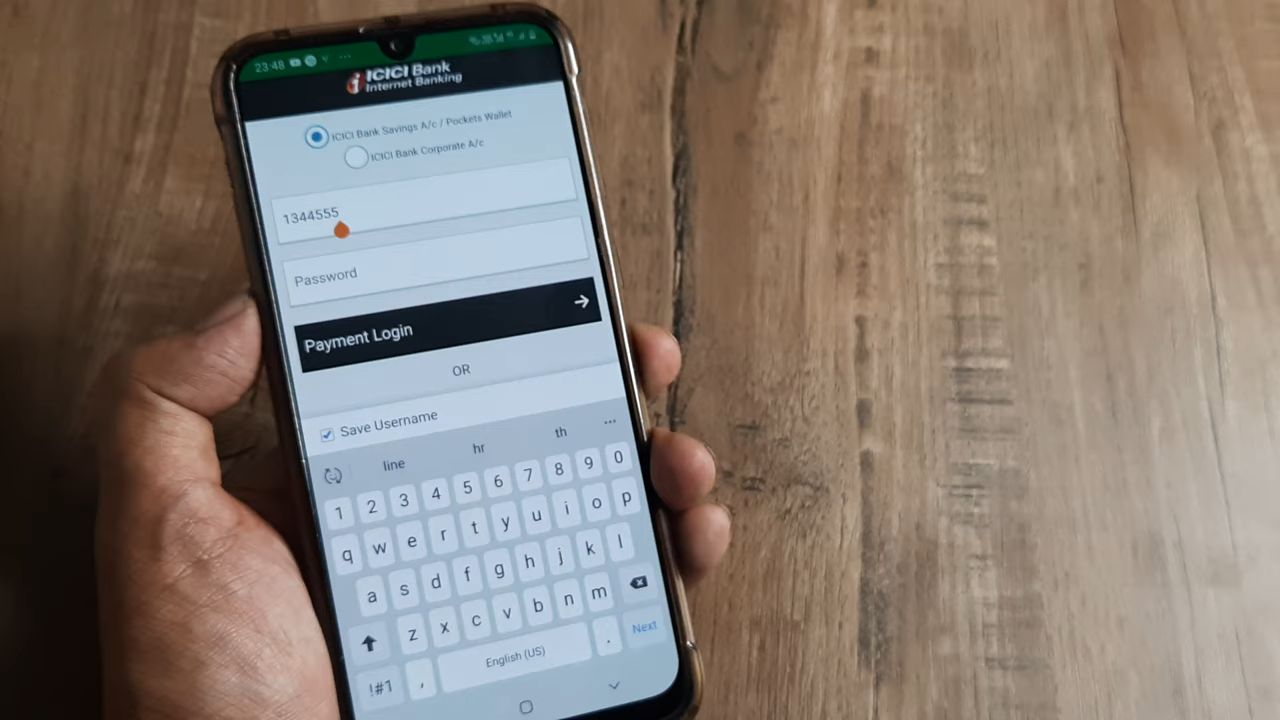 23:48
ICICI Bank
Internet Banking
ICICI Bank Savings A/c / Pockets Wallet
ICICI Bank Corporate A/c
1344555
Password
Payment Login
OR
Save Username
line hr th
1 2 3 4 5 6 7 8 9 0
q w e r t y u i o p
a s d f g h j k l
z x c v b n m
!#1 , English (US) . Next